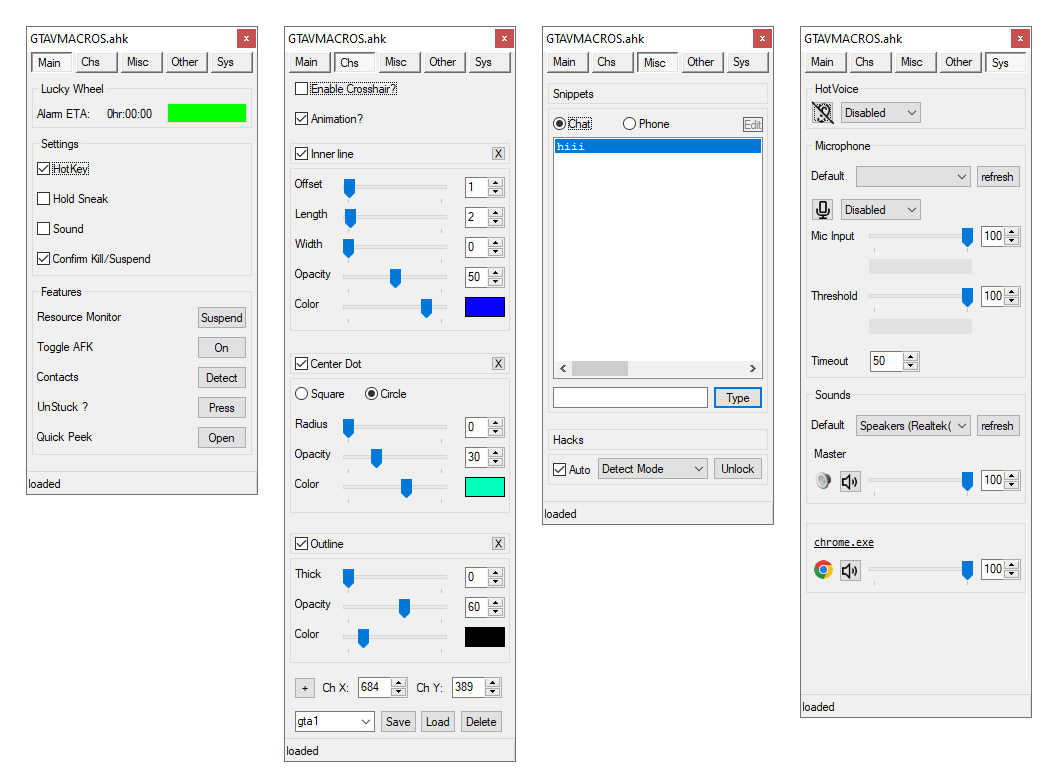 GTAVMACROS.ahk x
Main Chs Misc Other Sys
Lucky Wheel
Alarm ETA: 0hr:00:00
Settings
HotKey
Hold Sneak
Sound
Confirm Kill/Suspend
Features
Resource Monitor Suspend
Toggle AFK On
Contacts Detect
UnStuck ? Press
Quick Peek Open
loaded
GTAVMACROS.ahk x
Main Chs Misc Other Sys
Enable Crosshair?
Animation?
Inner line X
Offset 1
Length 2
Width 0
Opacity 50
Color
Center Dot X
Square Circle
Radius 0
Opacity 30
Color
Outline X
Thick 0
Opacity 60
Color
+ Ch X: 684 Ch Y: 389
gta1 Save Load Delete
loaded
GTAVMACROS.ahk x
Main Chs Misc Other Sys
Snippets
Chat Phone Edit
hiii
Type
Hacks
Auto Detect Mode Unlock
loaded
GTAVMACROS.ahk x
Main Chs Misc Other Sys
HotVoice
Disabled
Microphone
Default refresh
Disabled
Mic Input 100
Threshold 100
Timeout 50
Sounds
Default Speakers (Realtek( refresh
Master
100
chrome.exe
100
loaded